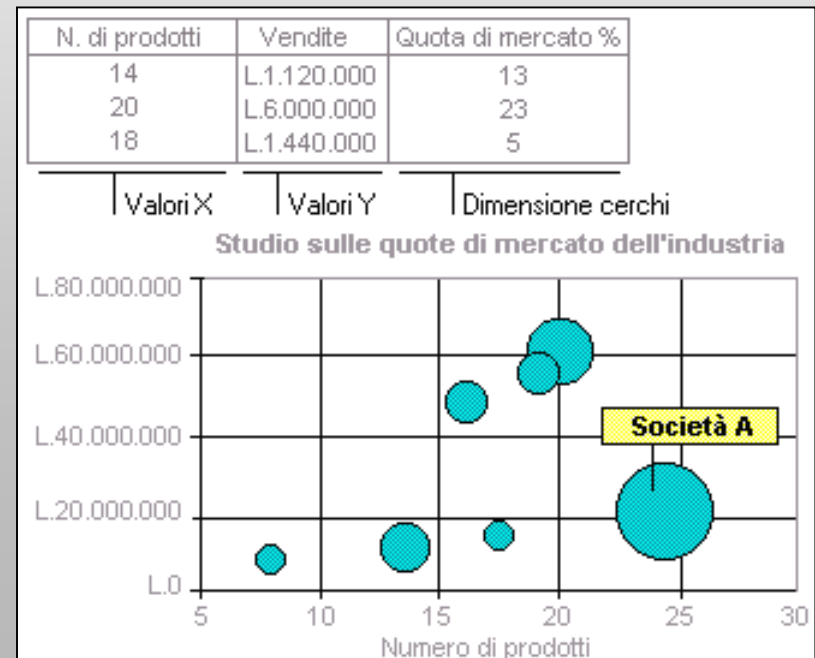 N. di prodotti Vendite Quota di mercato %
14 L.1.120.000 13
20 L.6.000.000 23
18 L.1.440.000 5
Valori X Valori Y Dimensione cerchi
Studio sulle quote di mercato dell'industria
L.80.000.000
L.60.000.000
L.40.000.000
Società A
L.20.000.000
L.0
5 10 15 20 25 30
Numero di prodotti